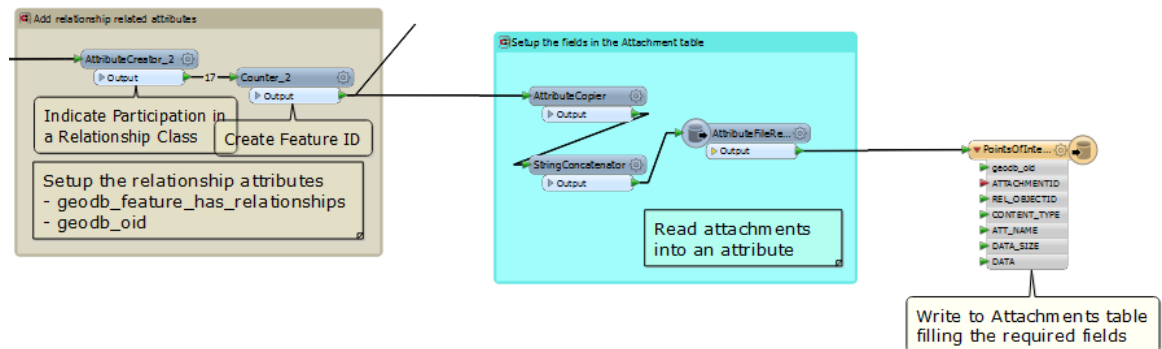 Add relationship related attributes
AttributeCreator_2
Output
17
Counter_2
Output
Indicate Participation in
a Relationship Class
Create Feature ID
Setup the relationship attributes
- geodb_feature_has_relationships
- geodb_oid
Setup the fields in the Attachment table
AttributeCopier
Output
StringConcatenator
Output
AttributeFileRe...
Output
Read attachments
into an attribute
PointsOfInte...
geodb_oid
ATTACHMENTID
REL_OBJECTID
CONTENT_TYPE
ATT_NAME
DATA_SIZE
DATA
Write to Attachments table
filling the required fields